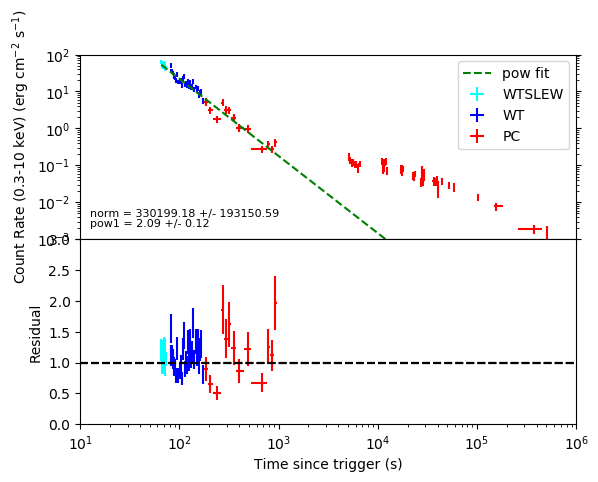 Count Rate (0.3-10 keV) (erg cm⁻² s⁻¹)
10²
10¹
10⁰
10⁻¹
10⁻²
10⁻³
pow fit
WTSLEW
WT
PC
norm = 330199.18 +/- 193150.59
pow1 = 2.09 +/- 0.12
Residual
3.0
2.5
2.0
1.5
1.0
0.5
0.0
10¹ 10² 10³ 10⁴ 10⁵ 10⁶
Time since trigger (s)